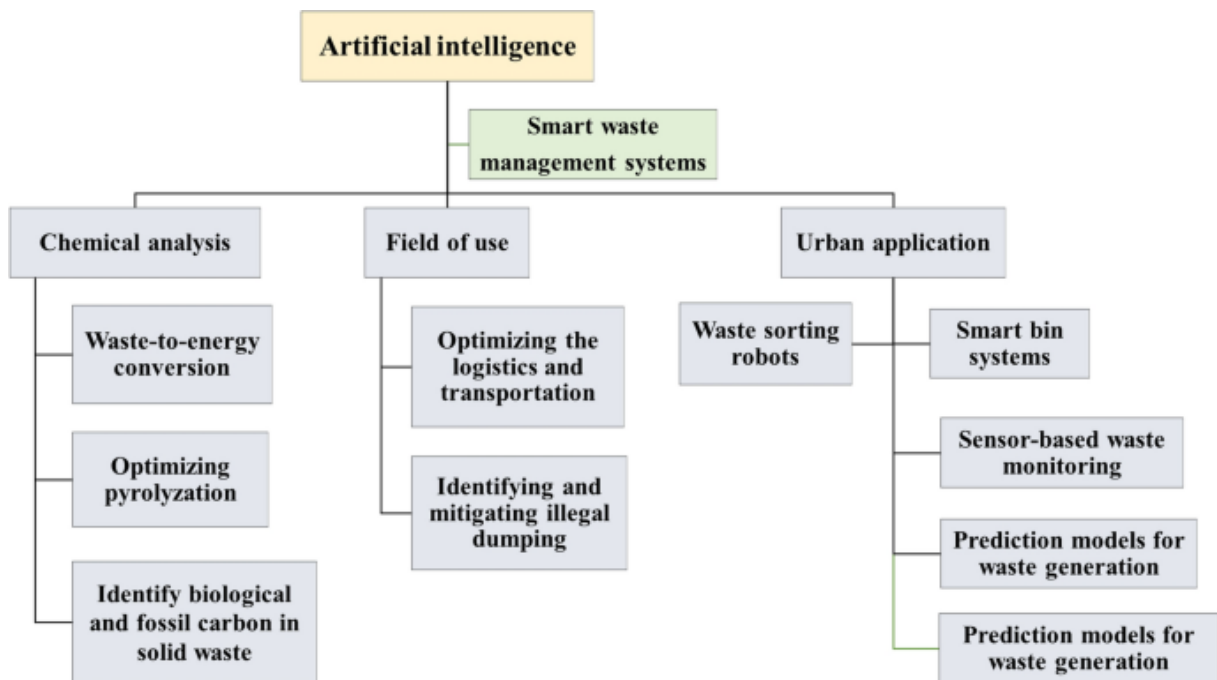 Artificial intelligence
Smart waste
management systems
Chemical analysis
Field of use
Urban application
Waste-to-energy
conversion
Optimizing
pyrolyzation
Identify biological
and fossil carbon in
solid waste
Optimizing the
logistics and
transportation
Identifying and
mitigating illegal
dumping
Waste sorting
robots
Smart bin
systems
Sensor-based waste
monitoring
Prediction models for
waste generation
Prediction models for
waste generation